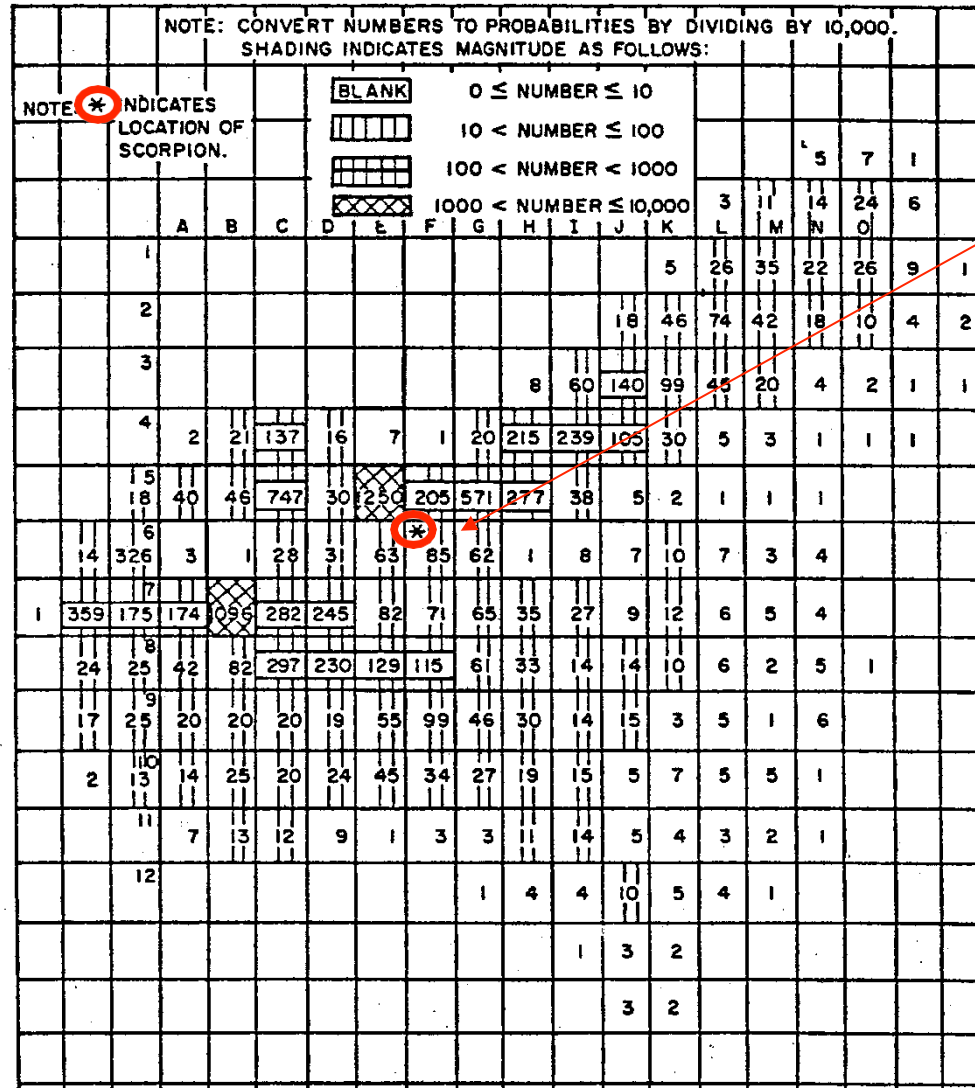 NOTE: CONVERT NUMBERS TO PROBABILITIES BY DIVIDING BY 10,000.
SHADING INDICATES MAGNITUDE AS FOLLOWS:
NOTE: * INDICATES
LOCATION OF
SCORPION.
BLANK 0 ≤ NUMBER ≤ 10
10 < NUMBER ≤ 100
100 < NUMBER < 1000
1000 < NUMBER ≤ 10,000
5 7 1
3 11 14 24 6
A B C D E F G H I J K L M N O
1 5 26 35 22 26 9 1
2 18 46 74 42 18 10 4 2
3 8 60 140 99 45 20 4 2 1 1
4 2 21 137 16 7 1 20 215 239 105 30 5 3 1 1 1
5 18 40 46 747 30 1250 205 571 277 38 5 2 1 1 1
*
6 14 326 3 1 28 31 63 85 62 1 8 7 10 7 3 4
7 1 359 175 174 1096 282 245 82 71 65 35 27 9 12 6 5 4
8 24 25 42 82 297 230 129 115 61 33 14 14 10 6 2 5 1
9 17 25 20 20 20 19 55 99 46 30 14 15 3 5 1 6
10 2 13 14 25 20 24 45 34 27 19 15 5 7 5 5 1
11 7 13 12 9 1 3 3 11 14 5 4 3 2 1
12 1 4 4 10 5 4 1
1 3 2
3 2